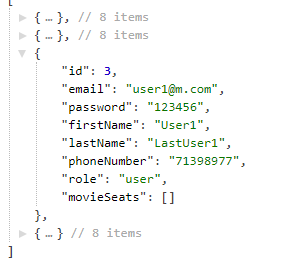 [
{ … }, // 8 items
{ … }, // 8 items
{
"id": 3,
"email": "user1@m.com",
"password": "123456",
"firstName": "User1",
"lastName": "LastUser1",
"phoneNumber": "71398977",
"role": "user",
"movieSeats": []
},
{ … } // 8 items
]